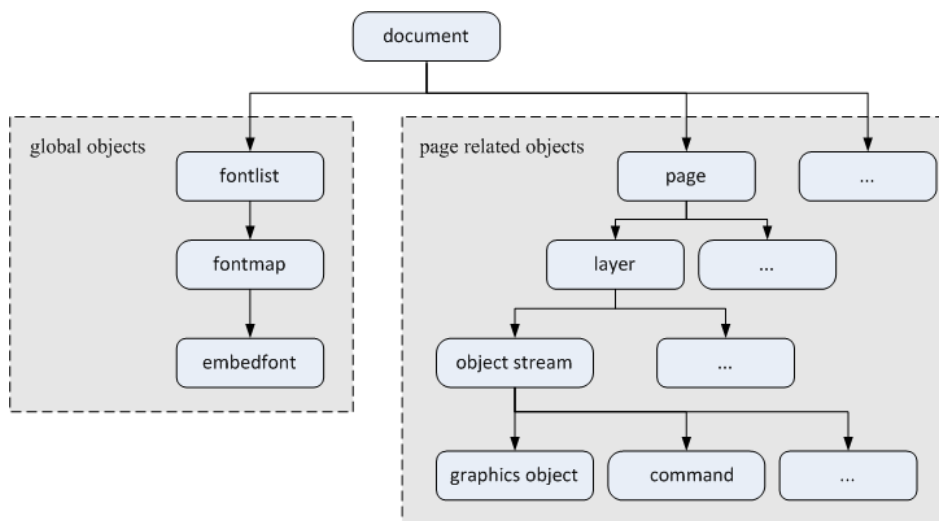 document
global objects
page related objects
fontlist
page
...
fontmap
layer
...
embedfont
object stream
...
graphics object
command
...